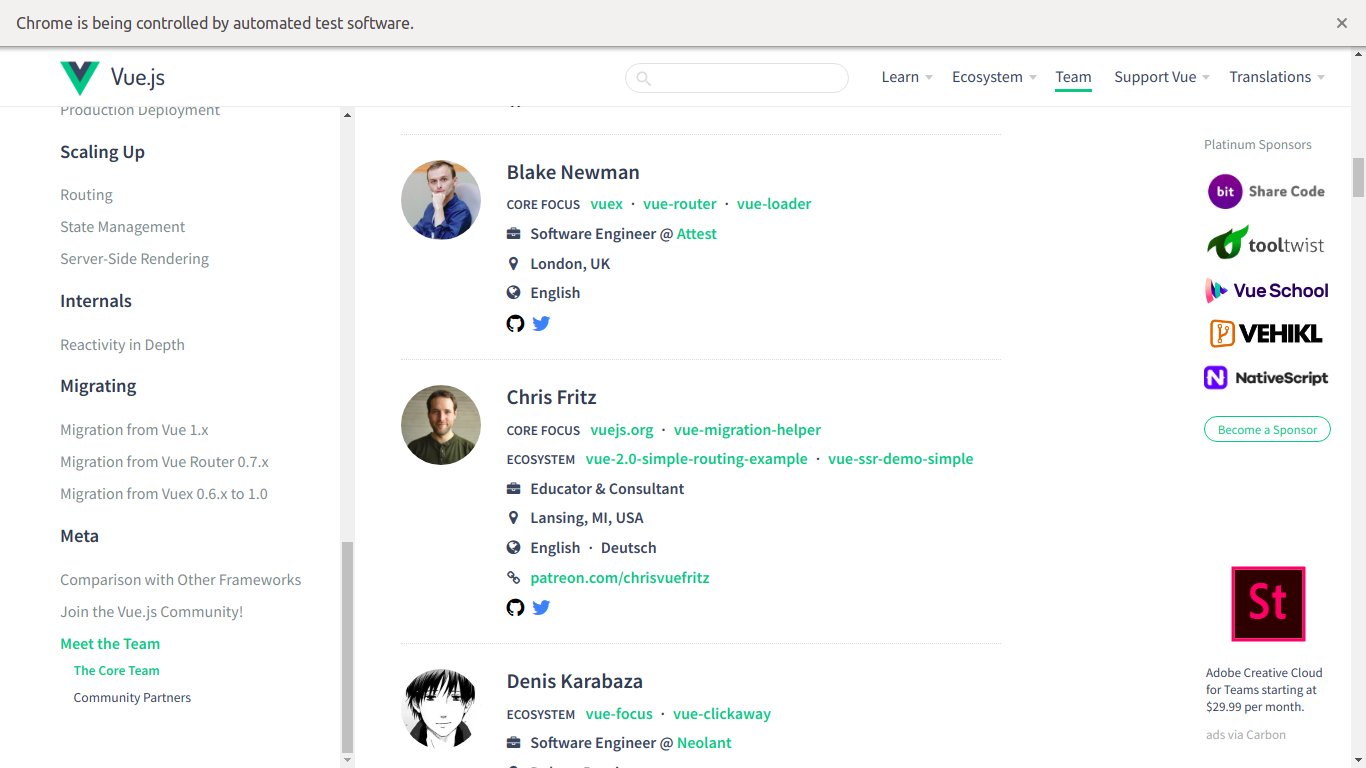 Chrome is being controlled by automated test software.
Vue.js
Learn
Ecosystem
Team
Support Vue
Translations
Production Deployment
Scaling Up
Routing
State Management
Server-Side Rendering
Internals
Reactivity in Depth
Migrating
Migration from Vue 1.x
Migration from Vue Router 0.7.x
Migration from Vuex 0.6.x to 1.0
Meta
Comparison with Other Frameworks
Join the Vue.js Community!
Meet the Team
The Core Team
Community Partners
Blake Newman
CORE FOCUS vuex · vue-router · vue-loader
Software Engineer @ Attest
London, UK
English
Chris Fritz
CORE FOCUS vuejs.org · vue-migration-helper
ECOSYSTEM vue-2.0-simple-routing-example · vue-ssr-demo-simple
Educator & Consultant
Lansing, MI, USA
English · Deutsch
patreon.com/chrisvuefritz
Denis Karabaza
ECOSYSTEM vue-focus · vue-clickaway
Software Engineer @ Neolant
Platinum Sponsors
bit Share Code
tooltwist
Vue School
VEHIKL
NativeScript
Become a Sponsor
St
Adobe Creative Cloud
for Teams starting at
$29.99 per month.
ads via Carbon